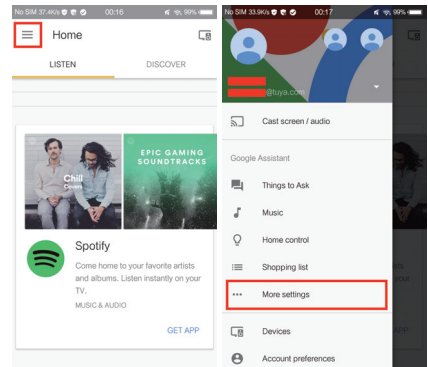 No SIM 37.4K/s 00:16 99%
Home
LISTEN DISCOVER
Chill
Covers
EPIC GAMING
SOUNDTRACKS
Spotify
Come home to your favorite artists
and albums. Listen instantly on your
TV.
MUSIC & AUDIO
GET APP
No SIM 33.9K/s 00:17 99%
@tuya.com
Cast screen / audio
Google Assistant
Things to Ask
Music
Home control
Shopping list
More settings
Devices
Account preferences